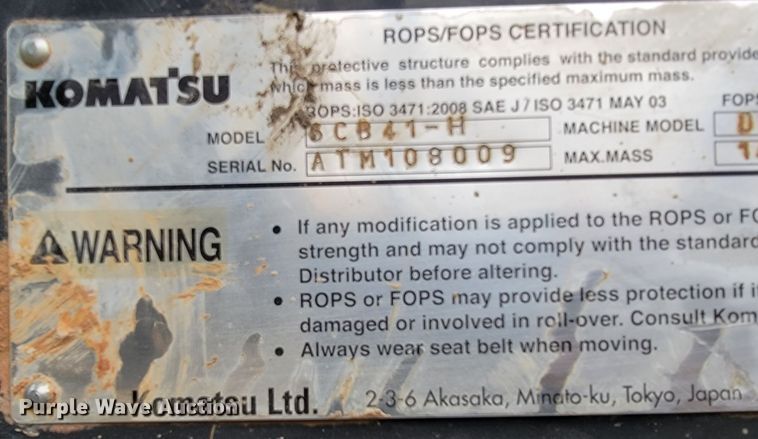 ROPS/FOPS CERTIFICATION
KOMATSU
This protective structure complies with the standard provide
which mass is less than the specified maximum mass.
ROPS:ISO 3471:2008 SAE J / ISO 3471 MAY 03 FOPS
MODEL SCB41-H MACHINE MODEL D
SERIAL No. ATM108009 MAX.MASS 1
WARNING
• If any modification is applied to the ROPS or FO
strength and may not comply with the standard
Distributor before altering.
• ROPS or FOPS may provide less protection if i
damaged or involved in roll-over. Consult Kom
• Always wear seat belt when moving.
Komatsu Ltd. 2-3-6 Akasaka, Minato-ku, Tokyo, Japan
Purple Wave Auction